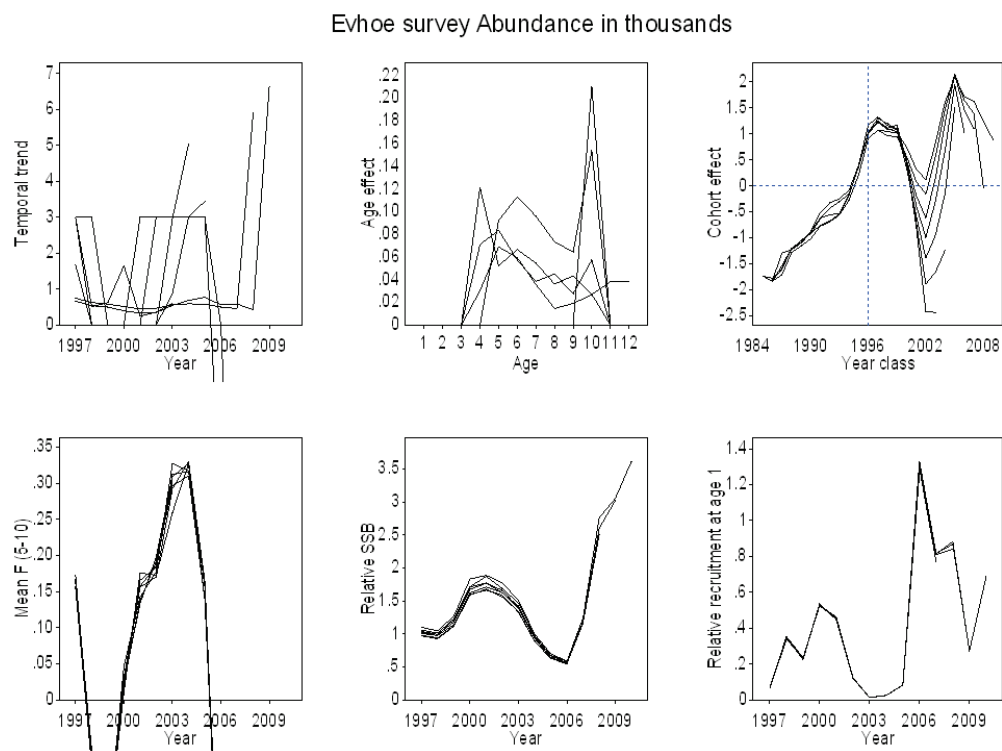 Evhoe survey Abundance in thousands
Temporal trend
7
6
5
4
3
2
1
0
1997 2000 2003 2006 2009
Year
Age effect
.22
.20
.18
.16
.14
.12
.10
.08
.06
.04
.02
0
1 2 3 4 5 6 7 8 9 10 11 12
Age
Cohort effect
2
1.5
1
.5
0
-.5
-1
-1.5
-2
-2.5
1984 1990 1996 2002 2008
Year class
Mean F (5-10)
.35
.30
.25
.20
.15
.10
.05
0
199 2000 2003 2006 2009
Year
Relative SSB
3.5
3
2.5
2
1.5
1
.5
0
1997 2000 2003 2006 2009
Year
Relative recruitment at age 1
1.4
1.2
1
.8
.6
.4
.2
0
1997 2000 2003 2006 2009
Year